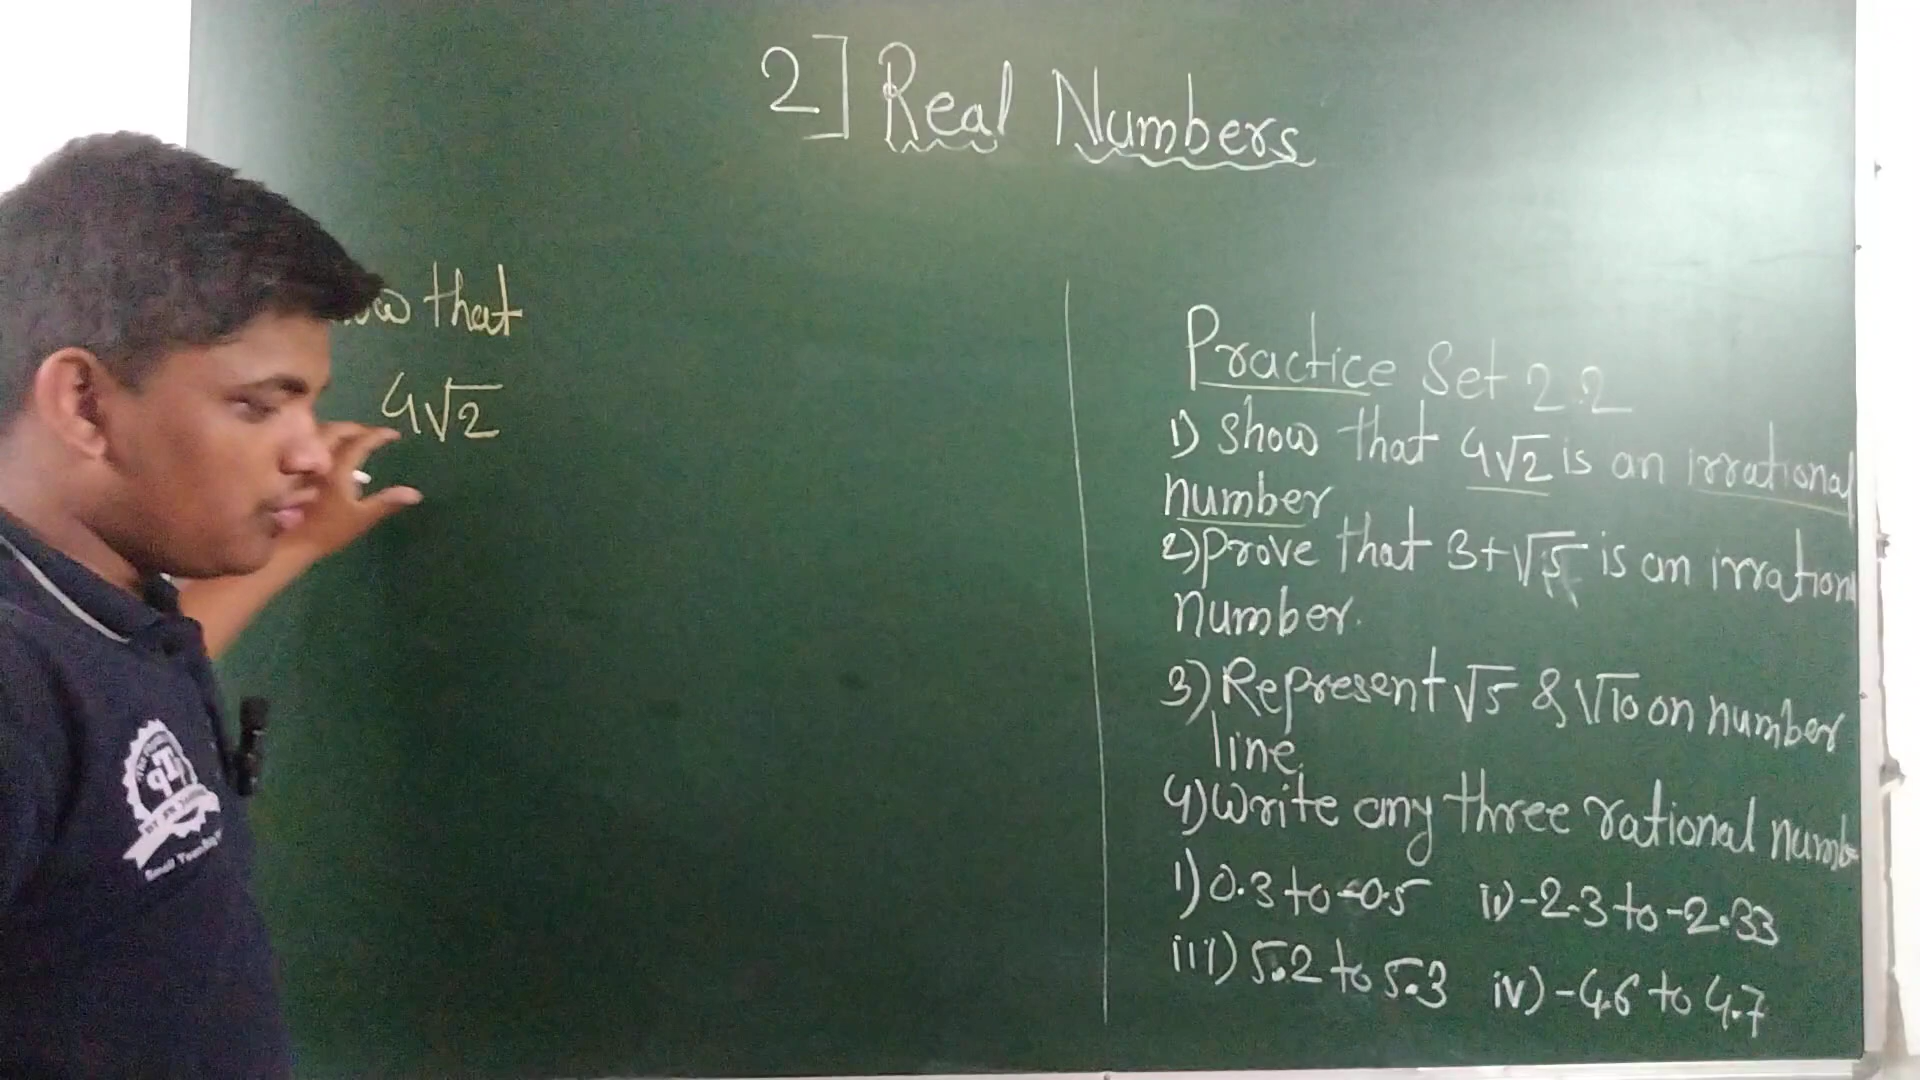 2] Real Numbers
that
4√2
Practice Set 2.2
1) Show that 4√2 is an irrational
number
2) Prove that 3+√5 is an irration
number.
3) Represent √5 & √10 on number
line.
4) Write any three rational numbe
i) 0.3 to -0.5 ii) -2.3 to -2.33
iii) 5.2 to 5.3 iv) -4.6 to 4.7